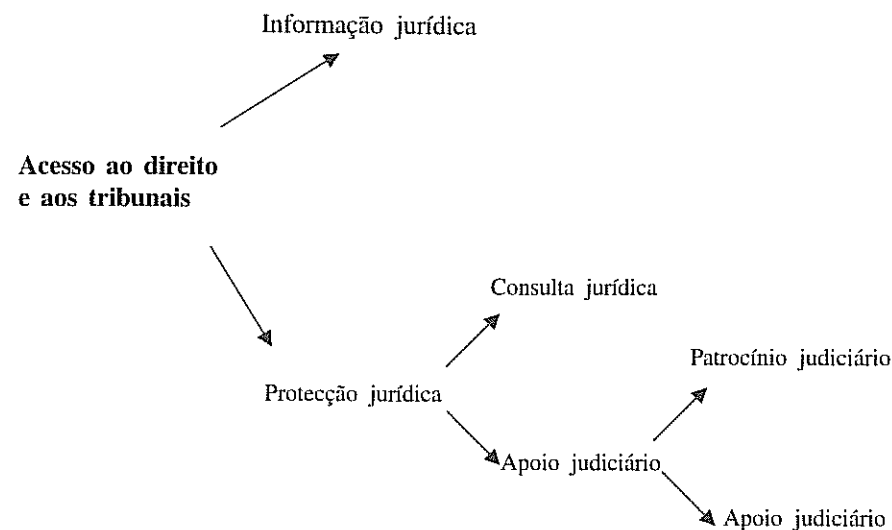 Informação jurídica
Acesso ao direito
e aos tribunais
Consulta jurídica
Patrocínio judiciário
Protecção jurídica
Apoio judiciário
Apoio judiciário